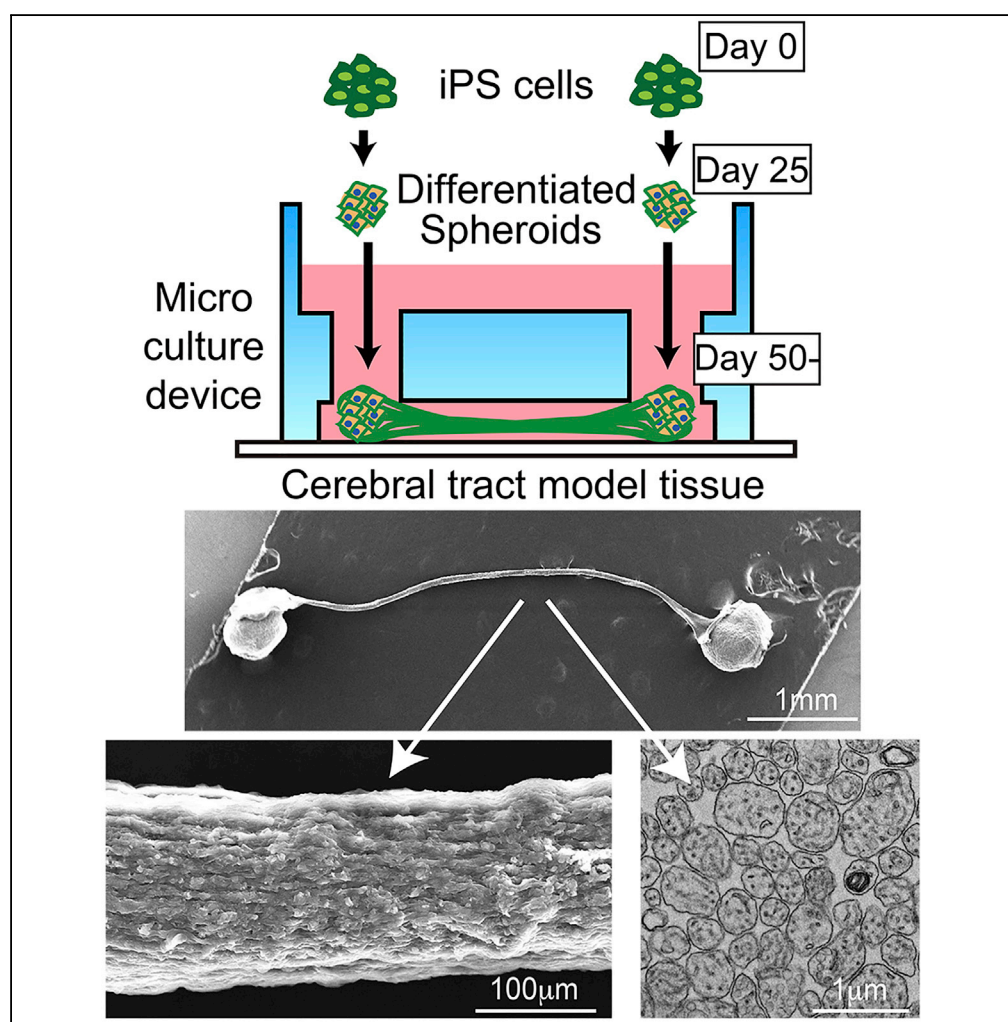 Day 0
iPS cells
Day 25
Differentiated
Spheroids
Micro
culture
device
Day 50-
Cerebral tract model tissue
1mm
100μm
1μm